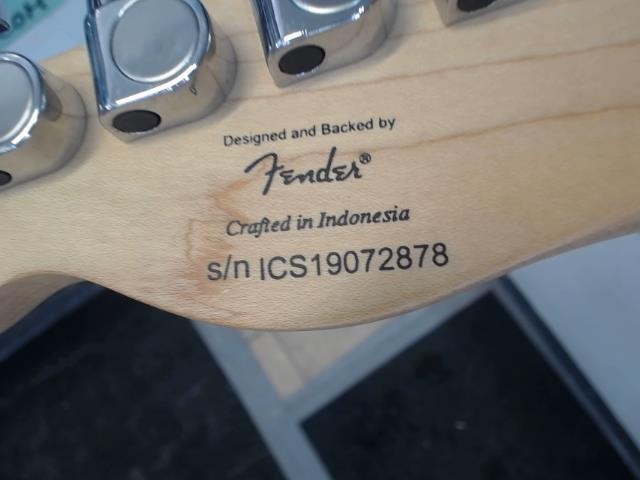 Designed and Backed by
Fender®
Crafted in Indonesia
s/n ICS19072878